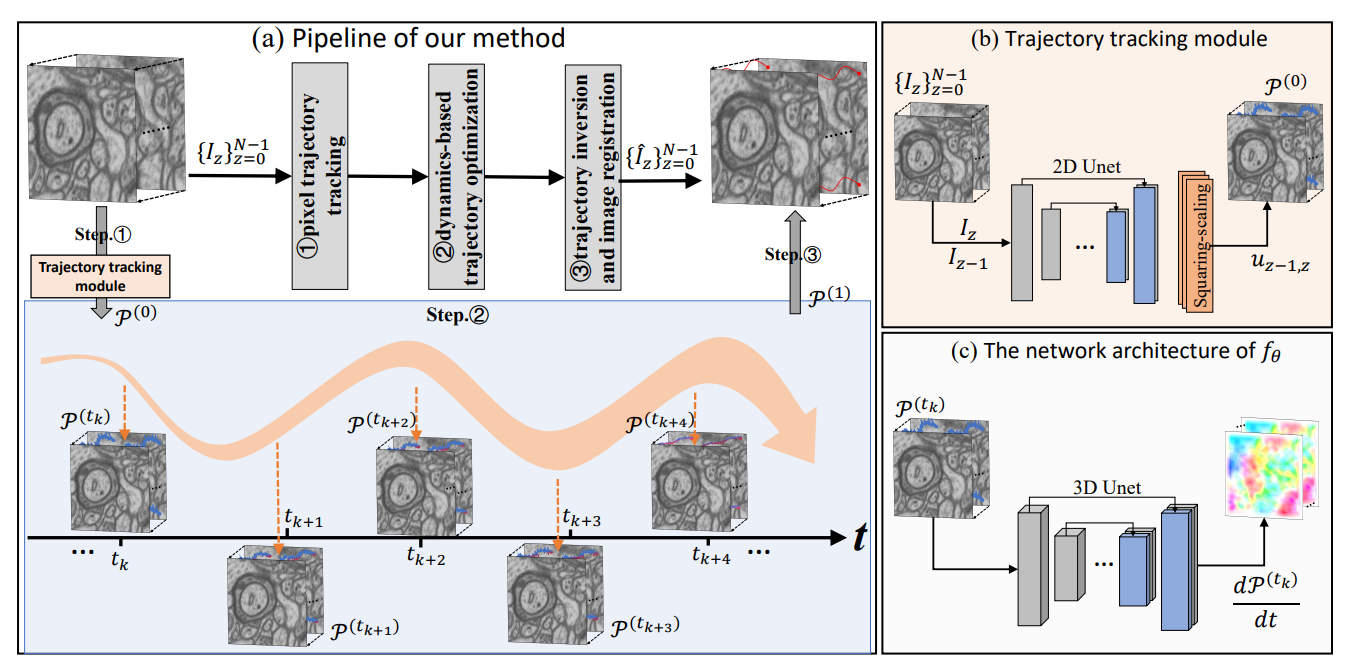 (a) Pipeline of our method
{I_z}_{z=0}^{N-1}
①pixel trajectory
tracking
②dynamics-based
trajectory optimization
③trajectory inversion
and image registration
{Î_z}_{z=0}^{N-1}
Step.①
Trajectory tracking
module
𝒫^(0)
Step.②
Step.③
𝒫^(1)
𝒫^(t_k)
𝒫^(t_{k+2})
𝒫^(t_{k+4})
... t_k
t_{k+1}
t_{k+2}
t_{k+3}
t_{k+4} ...
t
𝒫^(t_{k+1})
𝒫^(t_{k+3})
(b) Trajectory tracking module
{I_z}_{z=0}^{N-1}
𝒫^(0)
2D Unet
I_z
I_{z-1}
...
Squaring-scaling
u_{z-1,z}
(c) The network architecture of f_θ
𝒫^(t_k)
3D Unet
...
d𝒫^(t_k)
dt